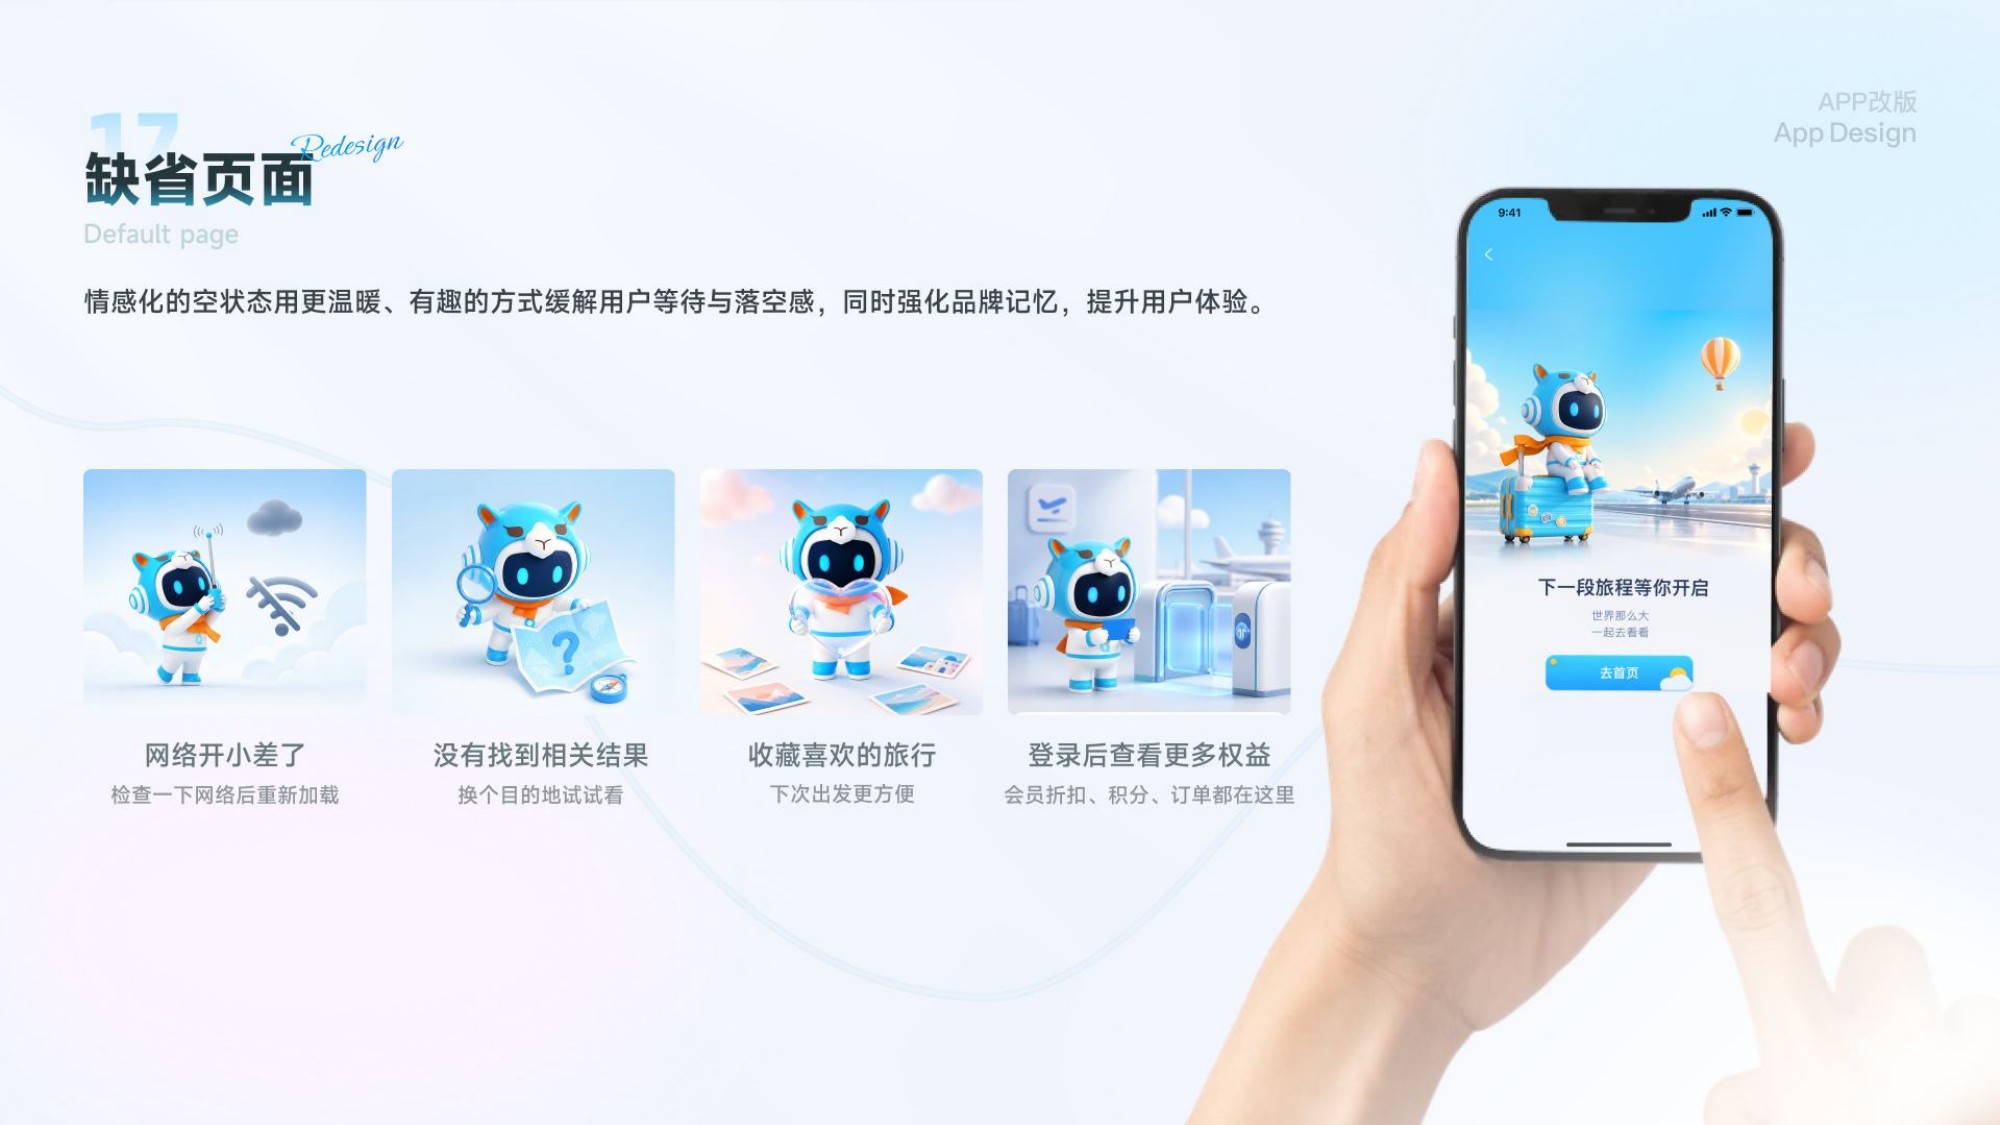 17
缺省页面
Redesign
Default page
APP改版
App Design
情感化的空状态用更温暖、有趣的方式缓解用户等待与落空感，同时强化品牌记忆，提升用户体验。
网络开小差了
检查一下网络后重新加载
没有找到相关结果
换个目的地试试看
收藏喜欢的旅行
下次出发更方便
登录后查看更多权益
会员折扣、积分、订单都在这里
?
9:41
下一段旅程等你开启
世界那么大
一起去看看
去首页